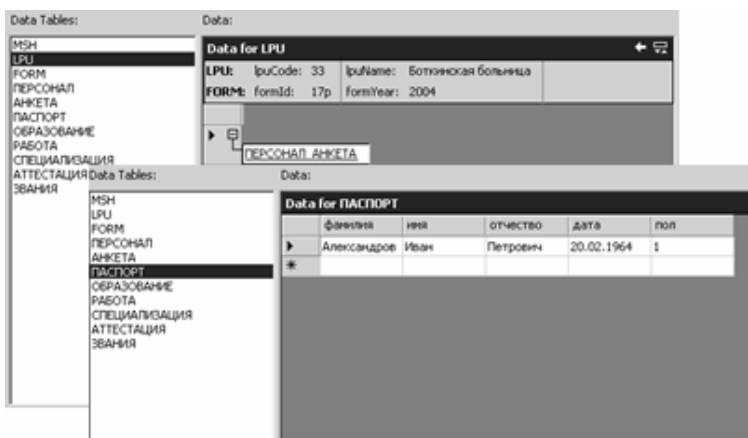 Data Tables:
Data:
MSH
LPU
FORM
ПЕРСОНАЛ
АНКЕТА
ПАСПОРТ
ОБРАЗОВАНИЕ
РАБОТА
СПЕЦИАЛИЗАЦИЯ
АТТЕСТАЦИЯ
ЗВАНИЯ
Data for LPU
LPU: lpuCode: 33 lpuName: Боткинская больница
FORM: formId: 17p formYear: 2004
ПЕРСОНАЛ_АНКЕТА
Data Tables:
Data:
MSH
LPU
FORM
ПЕРСОНАЛ
АНКЕТА
ПАСПОРТ
ОБРАЗОВАНИЕ
РАБОТА
СПЕЦИАЛИЗАЦИЯ
АТТЕСТАЦИЯ
ЗВАНИЯ
Data for ПАСПОРТ
фамилия имя отчество дата пол
Александров Иван Петрович 20.02.1964 1